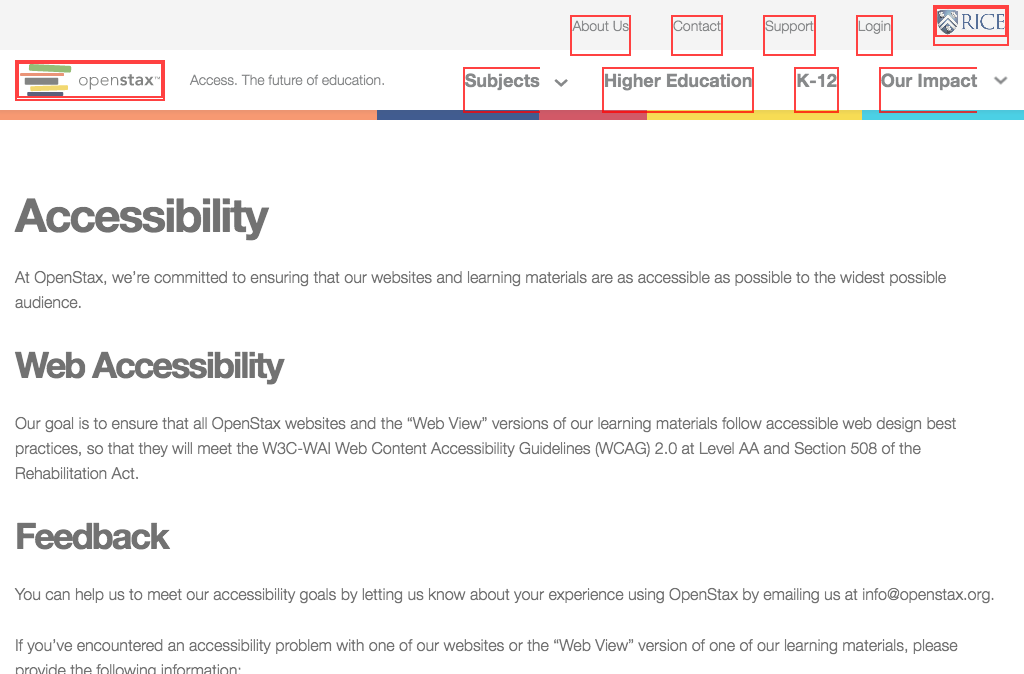 About Us Contact Support Login RICE
openstax™ Access. The future of education. Subjects Higher Education K-12 Our Impact
Accessibility
At OpenStax, we’re committed to ensuring that our websites and learning materials are as accessible as possible to the widest possible
audience.
Web Accessibility
Our goal is to ensure that all OpenStax websites and the “Web View” versions of our learning materials follow accessible web design best
practices, so that they will meet the W3C-WAI Web Content Accessibility Guidelines (WCAG) 2.0 at Level AA and Section 508 of the
Rehabilitation Act.
Feedback
You can help us to meet our accessibility goals by letting us know about your experience using OpenStax by emailing us at info@openstax.org.
If you’ve encountered an accessibility problem with one of our websites or the “Web View” version of one of our learning materials, please
provide the following information: